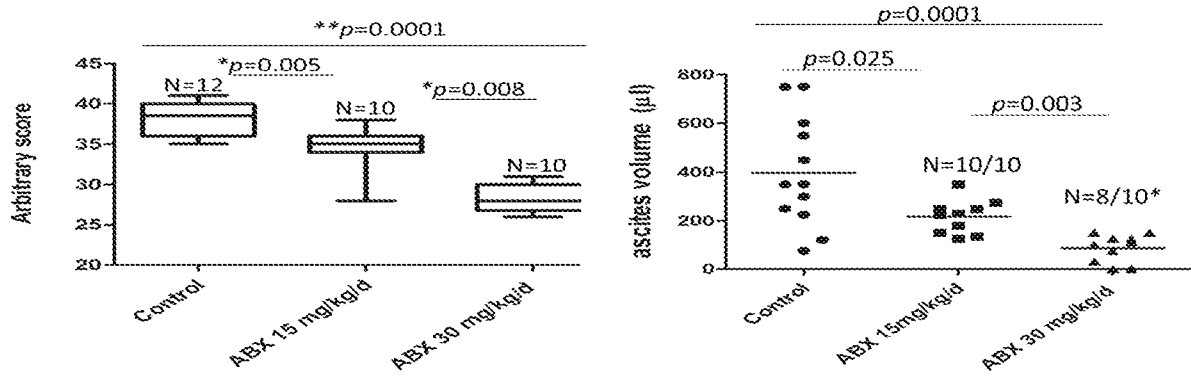 **p=0.0001
*p=0.005
*p=0.008
45
40
35
30
25
20
Arbitrary score
N=12
N=10
N=10
Control
ABX 15 mg/kg/d
ABX 30 mg/kg/d
p=0.0001
p=0.025
p=0.003
800
600
400
200
0
ascites volume (µl)
N=10/10
N=8/10*
Control
ABX 15mg/kg/d
ABX 30 mg/kg/d